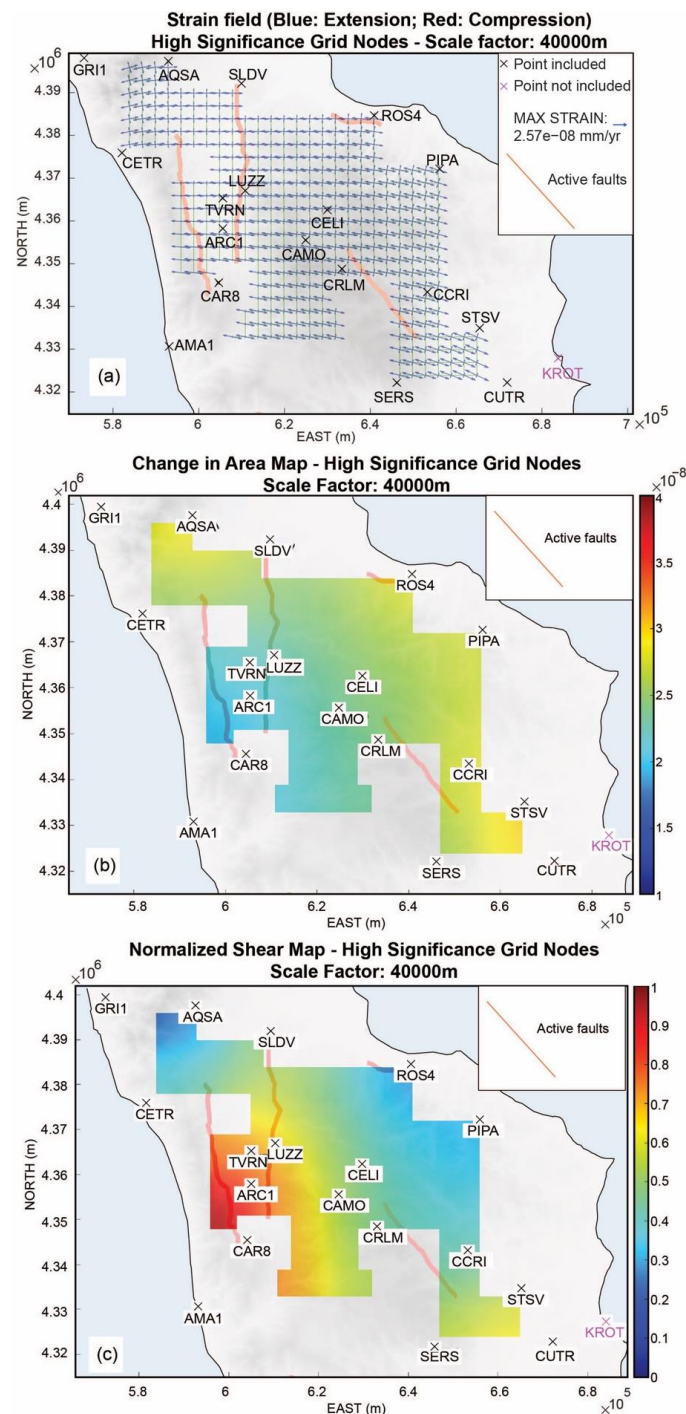 Strain field (Blue: Extension; Red: Compression)
High Significance Grid Nodes - Scale factor: 40000m
× 10⁶
GRI1
AQSA
SLDV
ROS4
CETR
PIPA
LUZZ
TVRN
CELI
ARC1
CAMO
CRLM
CAR8
CCRI
STSV
AMA1
KROT
SERS
CUTR
× Point included
× Point not included
MAX STRAIN:
2.57e−08 mm/yr
Active faults
4.39
4.38
4.37
4.36
4.35
4.34
4.33
4.32
NORTH (m)
(a)
5.8
6
6.2
6.4
6.6
6.8
7
× 10⁵
EAST (m)
Change in Area Map - High Significance Grid Nodes
Scale Factor: 40000m
×10⁶
× 10⁻⁸
GRI1
AQSA
SLDV
ROS4
CETR
PIPA
TVRN
LUZZ
CELI
ARC1
CAMO
CRLM
CAR8
CCRI
STSV
AMA1
KROT
SERS
CUTR
Active faults
4.4
4.39
4.38
4.37
4.36
4.35
4.34
4.33
4.32
NORTH (m)
(b)
5.8
6
6.2
6.4
6.6
6.8
× 10⁵
EAST (m)
4
3.5
3
2.5
2
1.5
1
Normalized Shear Map - High Significance Grid Nodes
Scale Factor: 40000m
×10⁶
GRI1
AQSA
SLDV
ROS4
CETR
PIPA
TVRN
LUZZ
CELI
ARC1
CAMO
CRLM
CAR8
CCRI
STSV
AMA1
KROT
SERS
CUTR
Active faults
4.4
4.39
4.38
4.37
4.36
4.35
4.34
4.33
4.32
NORTH (m)
(c)
5.8
6
6.2
6.4
6.6
6.8
× 10⁵
EAST (m)
1
0.9
0.8
0.7
0.6
0.5
0.4
0.3
0.2
0.1
0